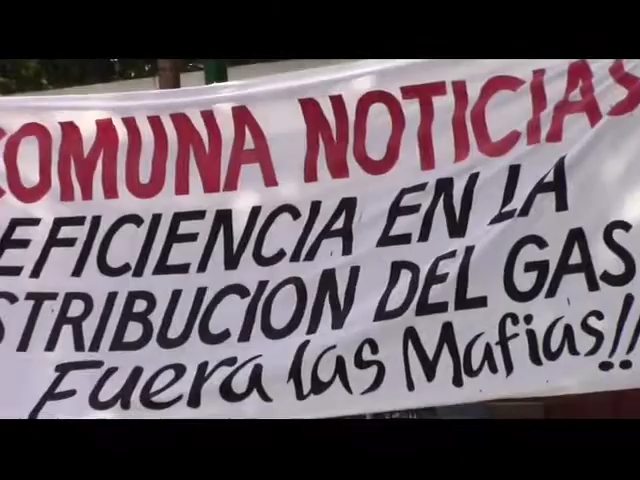 COMUNA NOTICIAS
EFICIENCIA EN LA
STRIBUCION DEL GAS
Fuera las Mafias!!